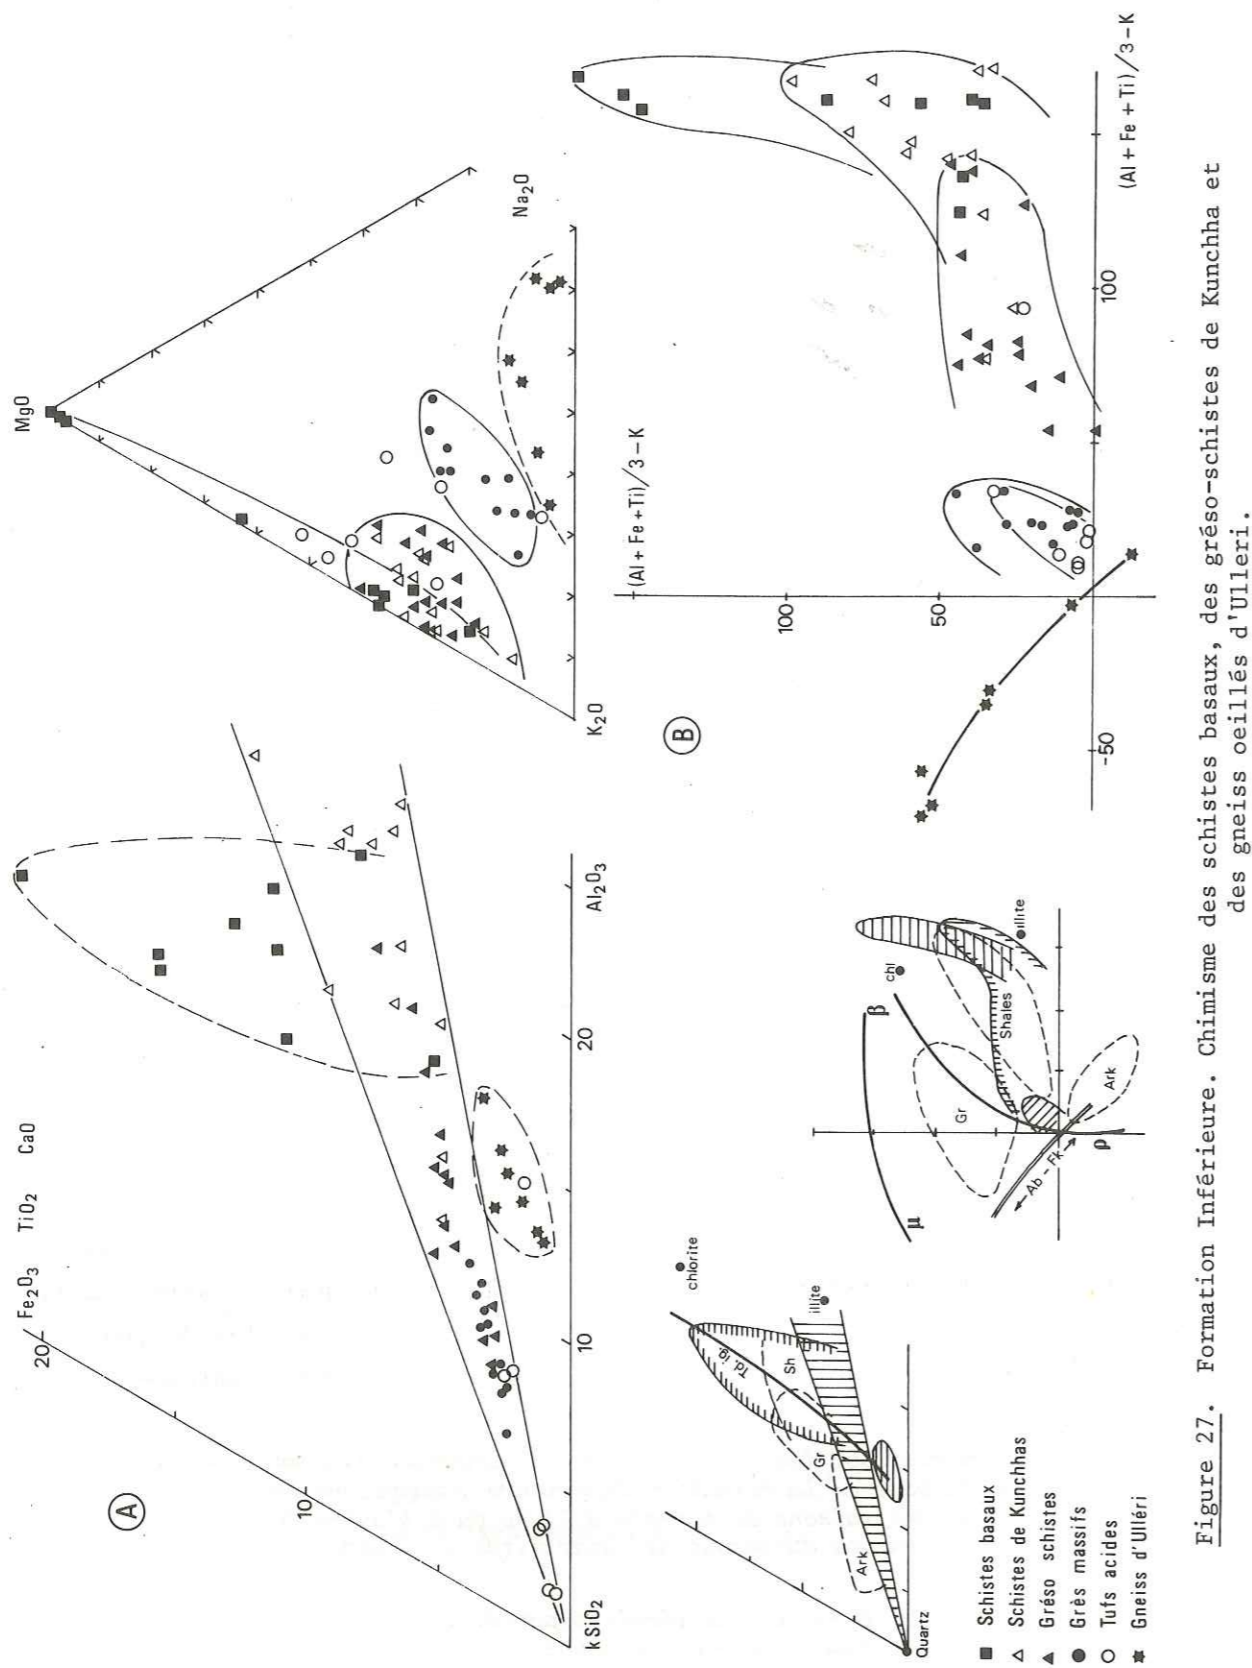 A
Fe₂O₃ TiO₂ CaO
20
10
kSiO₂
10
20
Al₂O₃
MgO
K₂O
Na₂O
B
(Al + Fe +Ti)/3-K
100
50
-50
100
(Al + Fe + Ti)/3-K
Quartz
Ark
Gr
Sh
Td. ig.
chlorite
illite
μ
β
chl
Gr
Shales
illite
Ark
Ab - Fk
ρ
Schistes basaux
Schistes de Kunchhas
Gréso schistes
Grès massifs
Tufs acides
Gneiss d'Ulléri
Figure 27. Formation Inférieure. Chimisme des schistes basaux, des gréso-schistes de Kunchha et
des gneiss oeillés d'Ulleri.